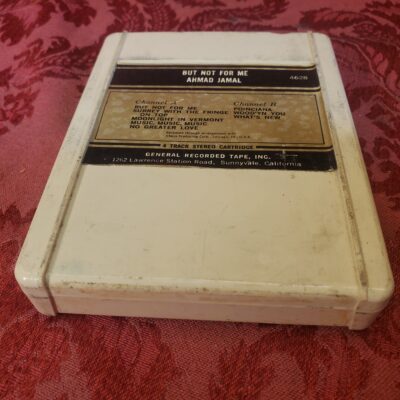 BUT NOT FOR ME
AHMAD JAMAL
4628
Channel A
BUT NOT FOR ME
SURREY WITH THE FRINGE
ON TOP
MOONLIGHT IN VERMONT
MUSIC, MUSIC, MUSIC
NO GREATER LOVE
Channel B
POINCIANA
WOOD'YN YOU
WHAT'S NEW
4 TRACK STEREO CARTRIDGE
GENERAL RECORDED TAPE, INC.
1262 Lawrence Station Road, Sunnyvale, California